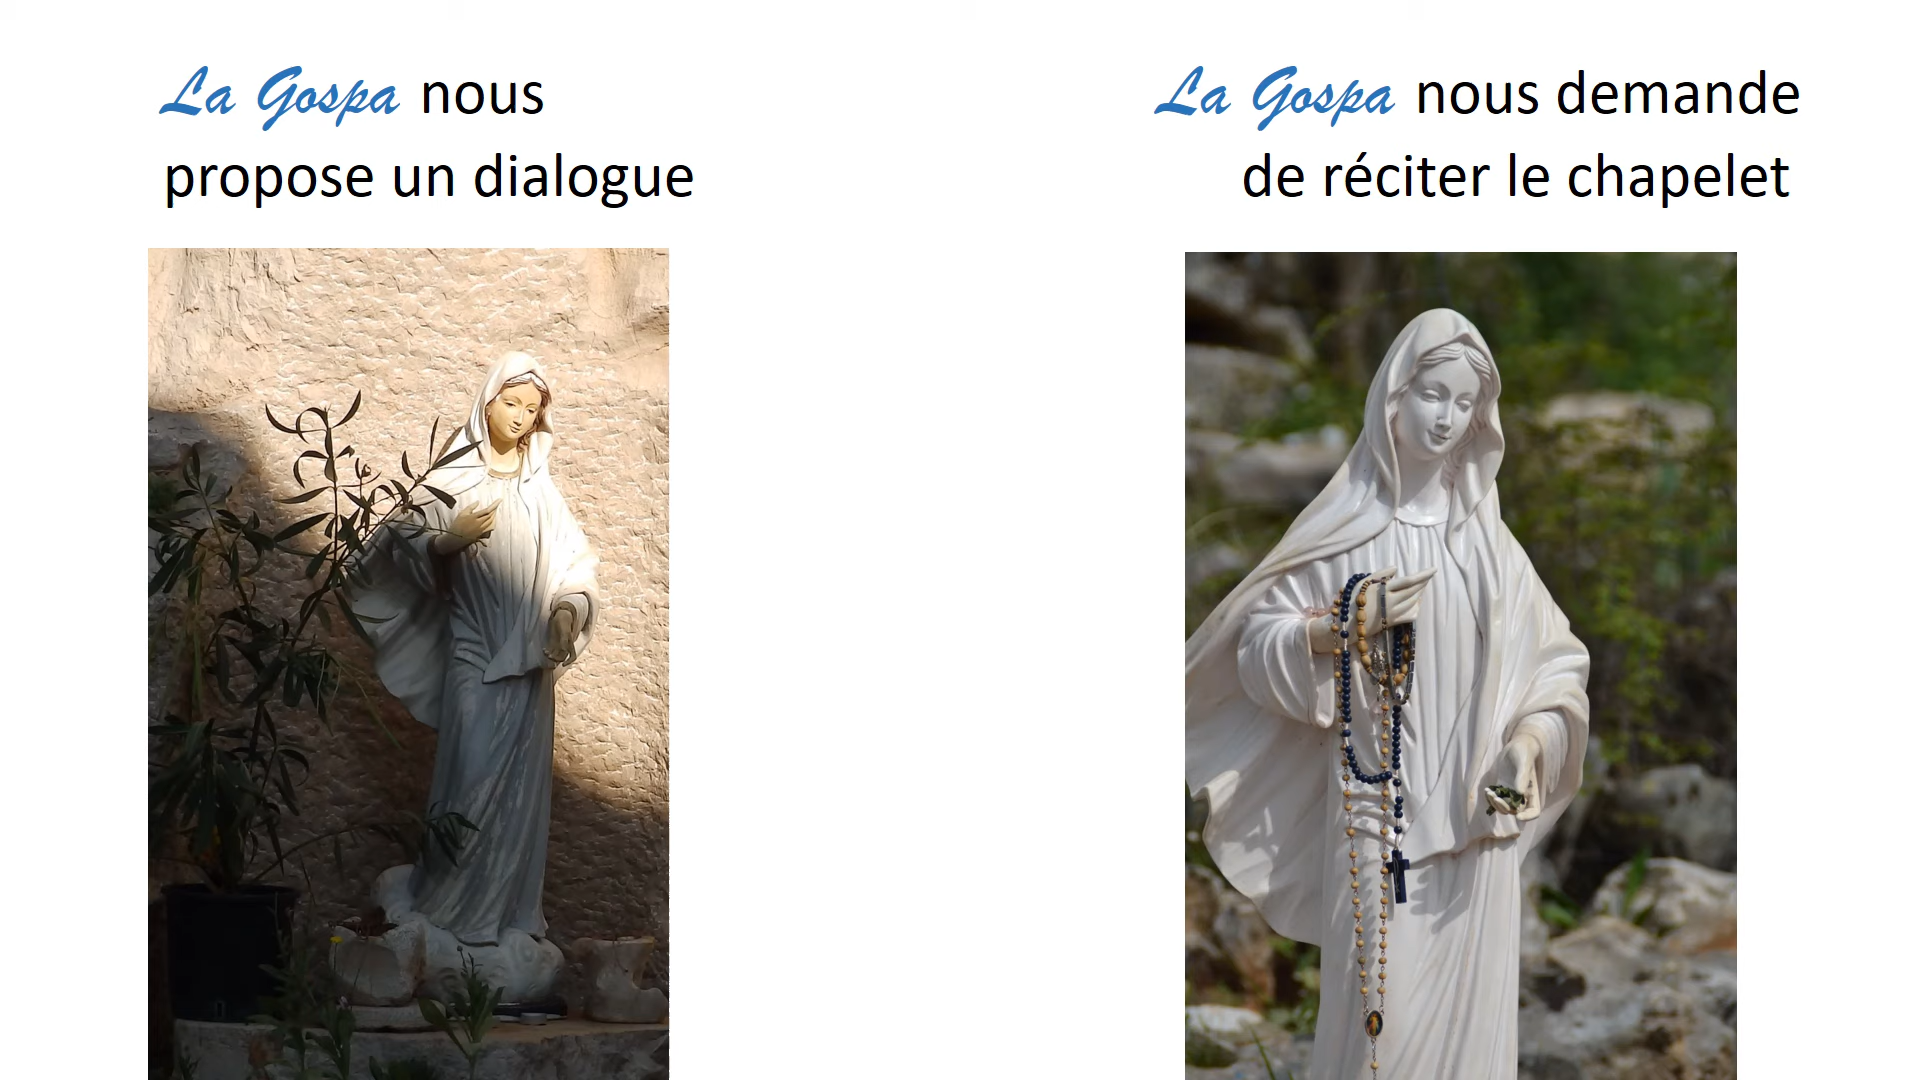 La Gospa nous
propose un dialogue
La Gospa nous demande
de réciter le chapelet